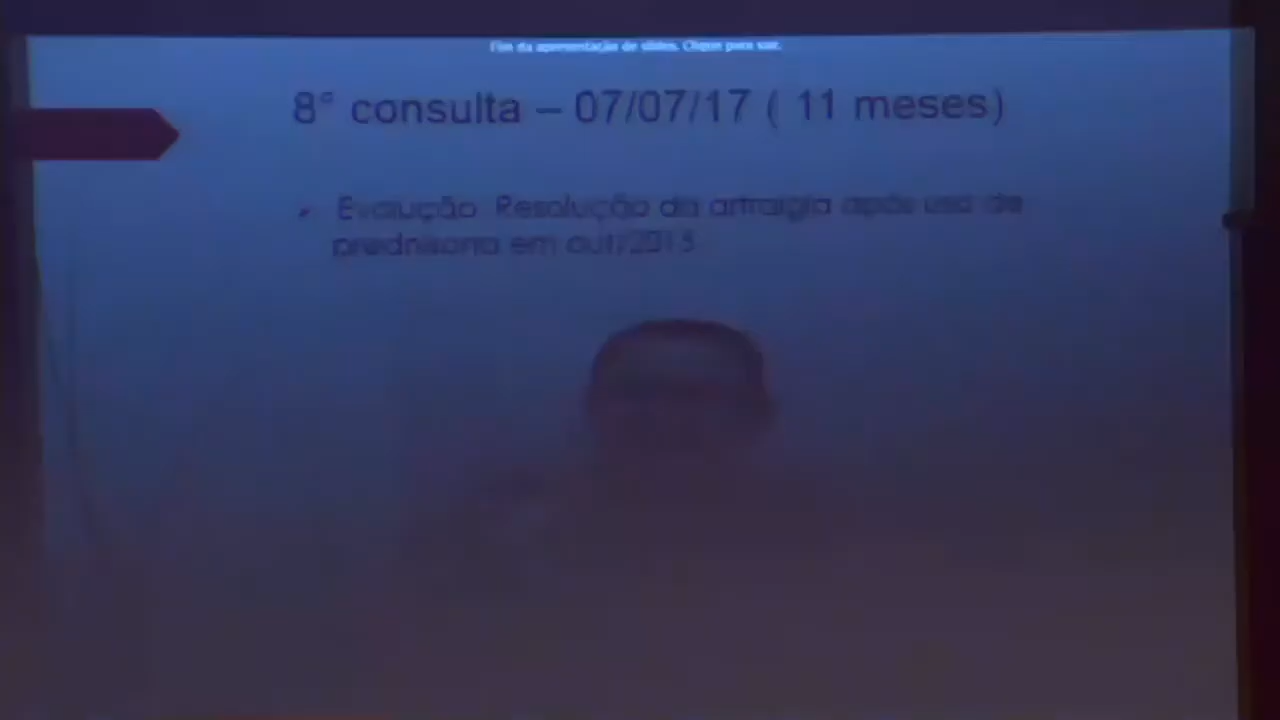 Fim da apresentação de slides. Clique para sair.
8° consulta – 07/07/17 ( 11 meses)
Evolução: Resolução da artralgia após uso de
prednisona em out/2015